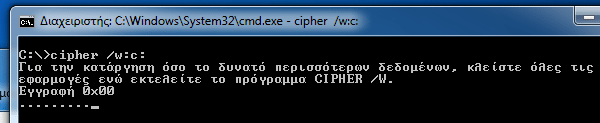 Διαχειριστής: C:\Windows\System32\cmd.exe - cipher /w:c:
C:\>cipher /w:c:
Για την κατάργηση όσο το δυνατό περισσότερων δεδομένων, κλείστε όλες τις
εφαρμογές ενώ εκτελείτε το πρόγραμμα CIPHER /W.
Εγγραφή 0x00
.........